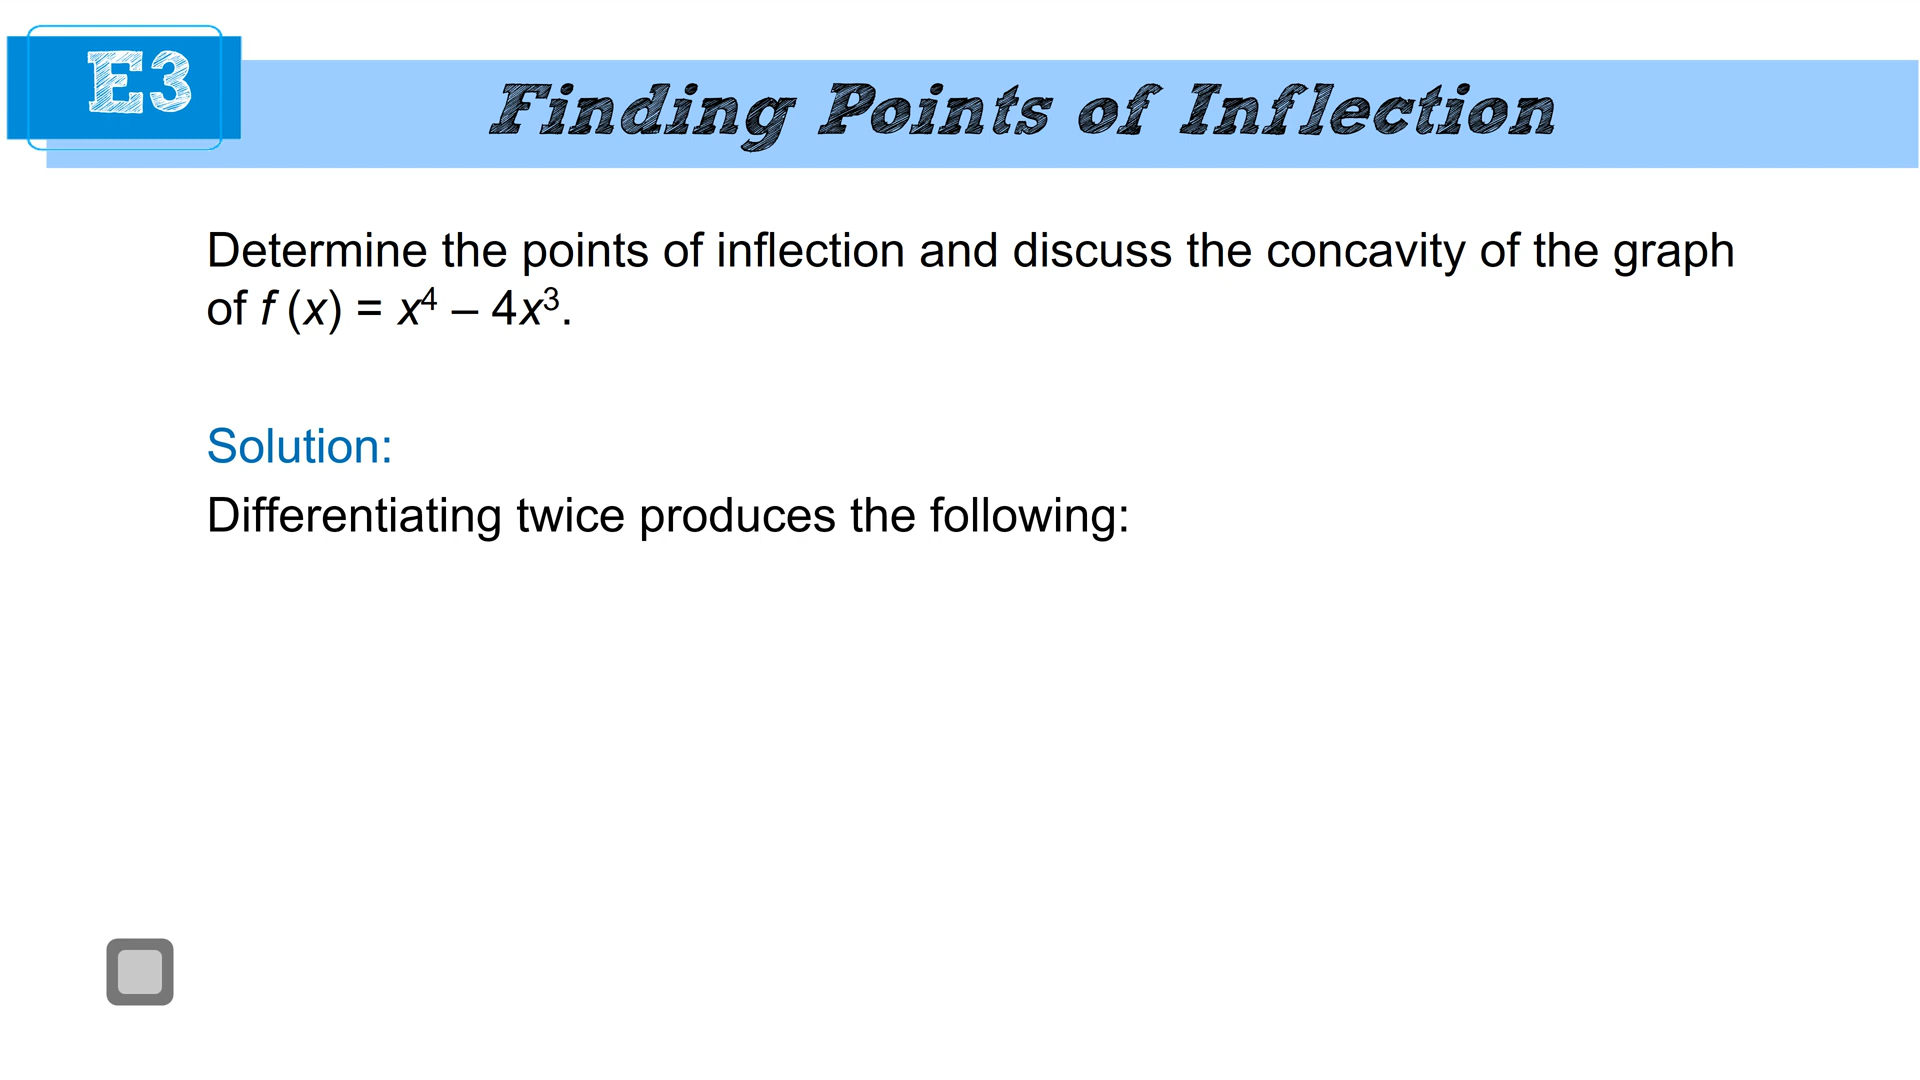 E3
Finding Points of Inflection
Determine the points of inflection and discuss the concavity of the graph
of f (x) = x⁴ – 4x³.
Solution:
Differentiating twice produces the following: